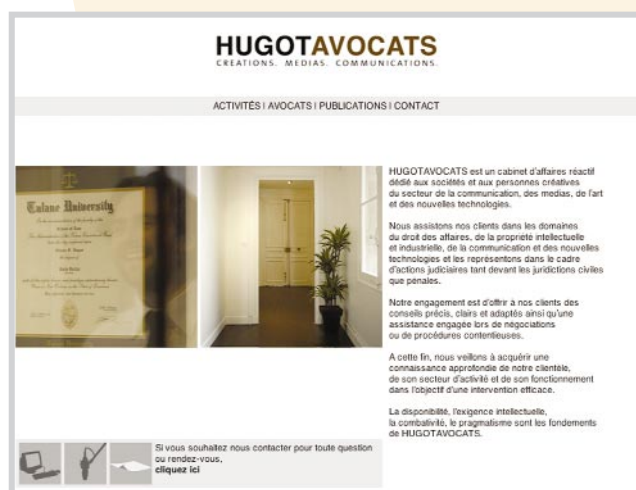 HUGOTAVOCATS
CREATIONS. MEDIAS. COMMUNICATIONS.
ACTIVITÉS I AVOCATS I PUBLICATIONS I CONTACT
Tulane University
HUGOTAVOCATS est un cabinet d'affaires réactif
dédié aux sociétés et aux personnes créatives
du secteur de la communication, des medias, de l'art
et des nouvelles technologies.
Nous assistons nos clients dans les domaines
du droit des affaires, de la propriété intellectuelle
et industrielle, de la communication et des nouvelles
technologies et les représentons dans le cadre
d'actions judiciaires tant devant les juridictions civiles
que pénales.
Notre engagement est d'offrir à nos clients des
conseils précis, clairs et adaptés ainsi qu'une
assistance engagée lors de négociations
ou de procédures contentieuses.
A cette fin, nous veillons à acquérir une
connaissance approfondie de notre clientèle,
de son secteur d'activité et de son fonctionnement
dans l'objectif d'une intervention efficace.
La disponibilité, l'exigence intellectuelle,
la combativité, le pragmatisme sont les fondements
de HUGOTAVOCATS.
Si vous souhaitez nous contacter pour toute question
ou rendez-vous,
cliquez ici